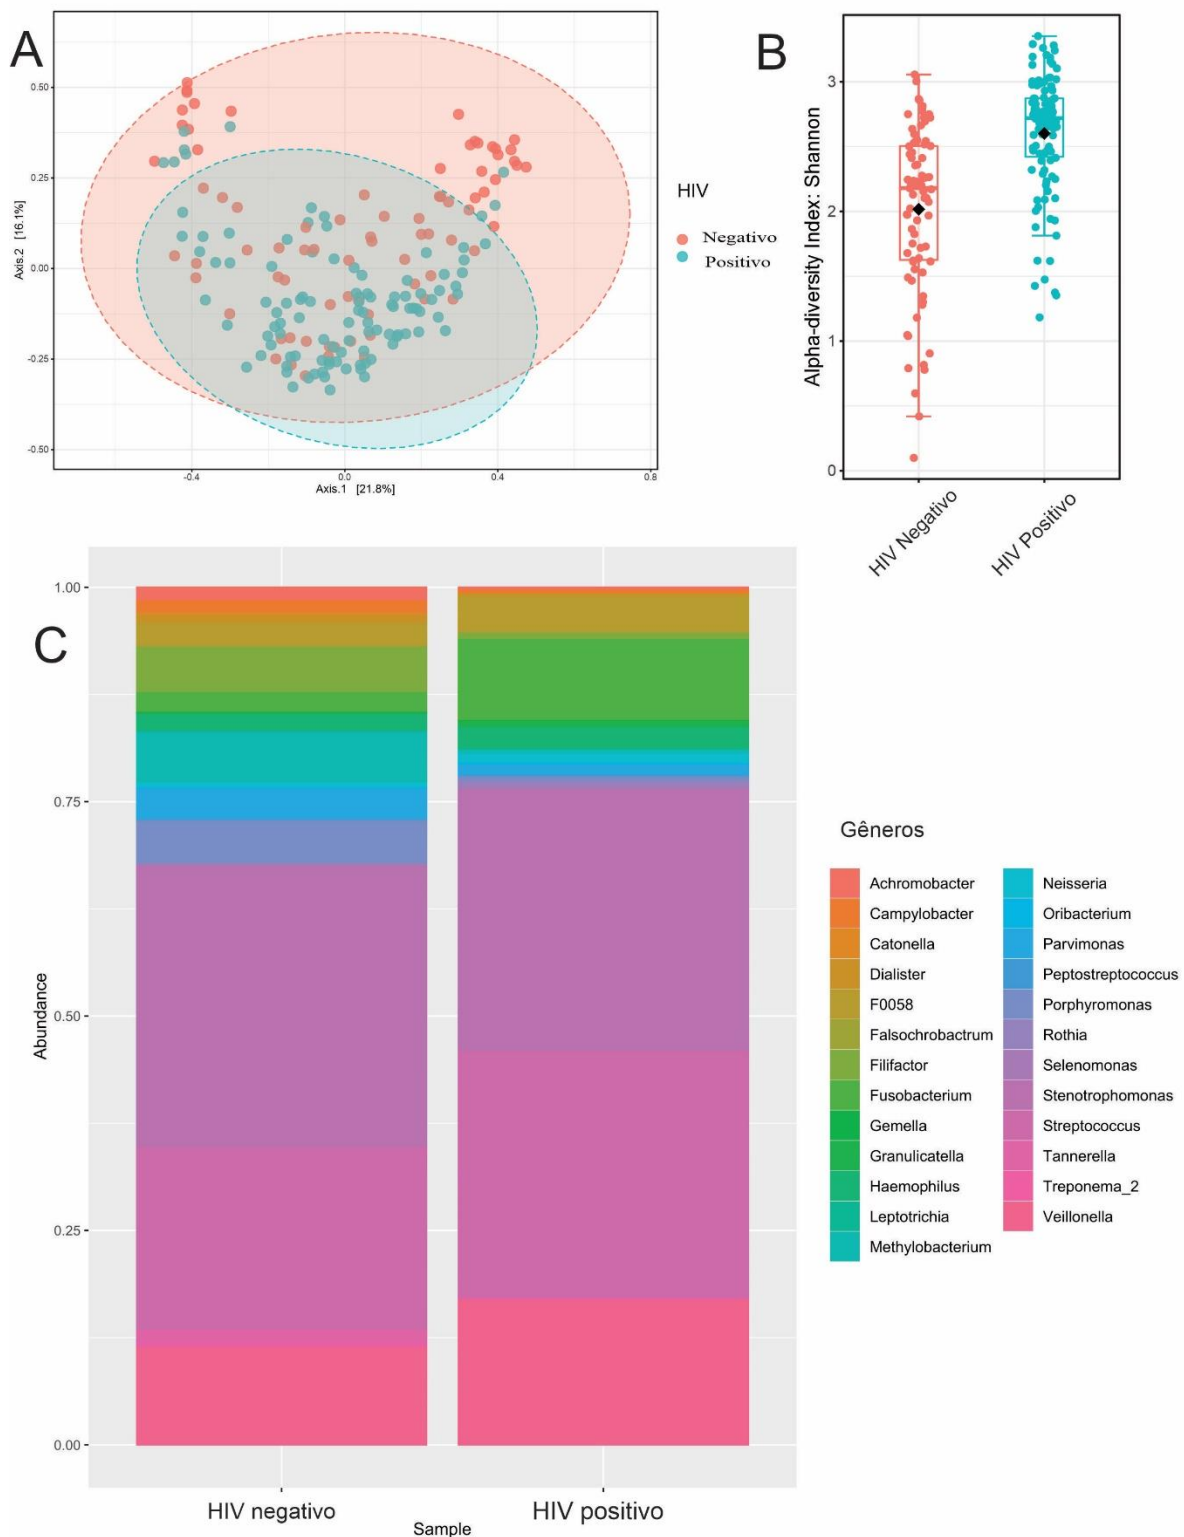 A
0.50
0.25
0.00
-0.25
-0.50
Axis.2 [16.1%]
-0.4
0.0
0.4
0.8
Axis.1 [21.8%]
HIV
Negativo
Positivo
B
3
2
1
0
Alpha-diversity Index: Shannon
HIV Negativo
HIV Positivo
C
1.00
0.75
0.50
0.25
0.00
Abundance
HIV negativo
HIV positivo
Sample
Gêneros
Achromobacter
Campylobacter
Catonella
Dialister
F0058
Falsochrobactrum
Filifactor
Fusobacterium
Gemella
Granulicatella
Haemophilus
Leptotrichia
Methylobacterium
Neisseria
Oribacterium
Parvimonas
Peptostreptococcus
Porphyromonas
Rothia
Selenomonas
Stenotrophomonas
Streptococcus
Tannerella
Treponema_2
Veillonella